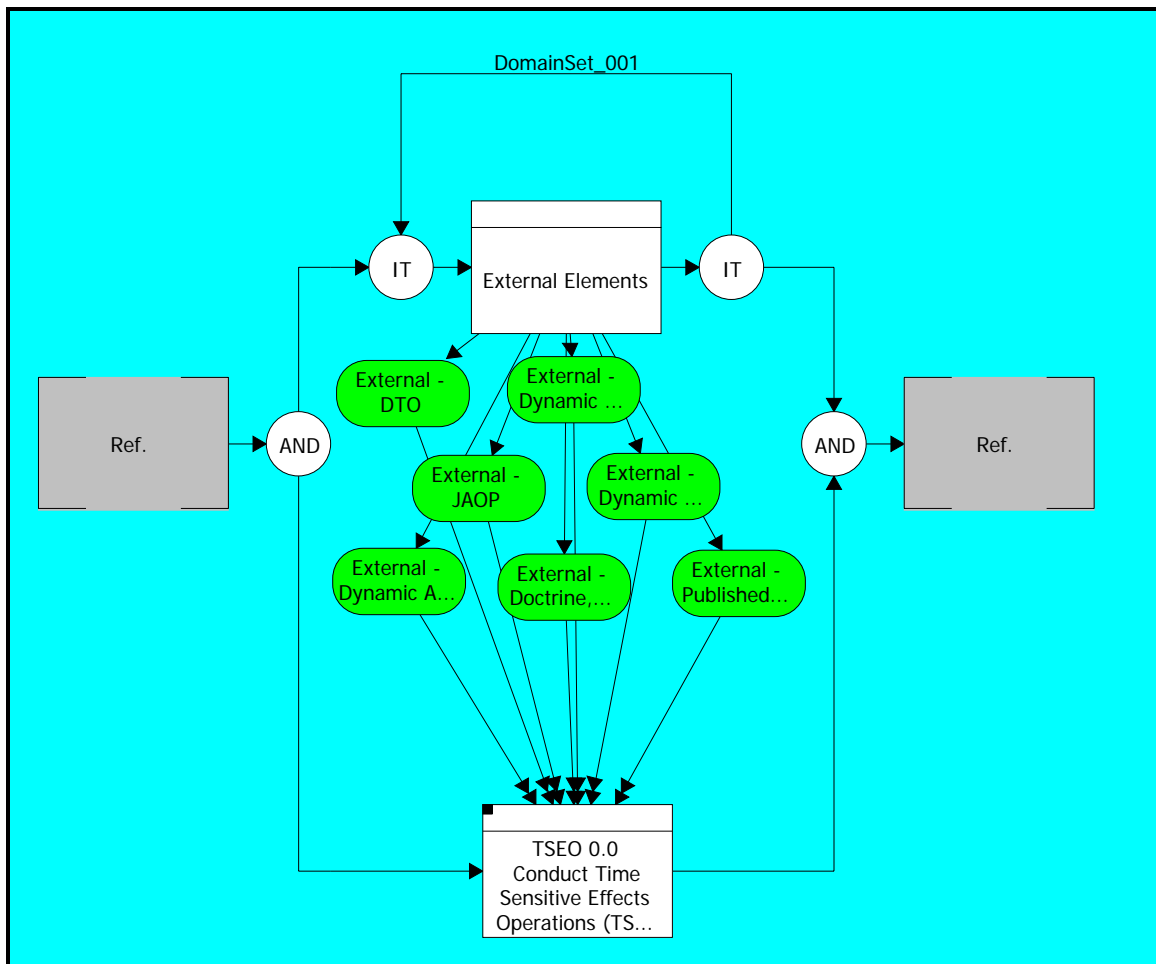 DomainSet_001
IT
External Elements
IT
External -
DTO
External -
Dynamic ...
Ref.
AND
AND
Ref.
External -
JAOP
External -
Dynamic ...
External -
Dynamic A...
External -
Doctrine,...
External -
Published...
TSEO 0.0
Conduct Time
Sensitive Effects
Operations (TS...